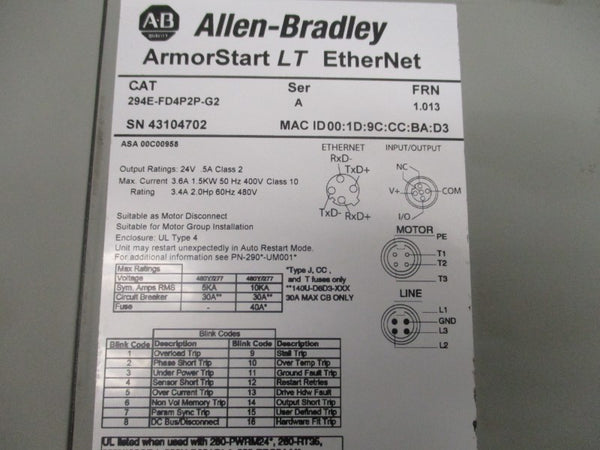 A-B
QUALITY
Allen-Bradley
ArmorStart LT EtherNet
CAT Ser FRN
294E-FD4P2P-G2 A 1.013
SN 43104702 MAC ID 00:1D:9C:CC:BA:D3
ASA 00C00958
Output Ratings: 24V .5A Class 2
Max. Current 3.6A 1.5KW 50 Hz 400V Class 10
Rating 3.4A 2.0Hp 60Hz 480V
Suitable as Motor Disconnect
Suitable for Motor Group Installation
Enclosure: UL Type 4
Unit may restart unexpectedly in Auto Restart Mode.
For additional information see PN-290*-UM001*
ETHERNET
RxD-
TxD+
TxD-
RxD+
INPUT/OUTPUT
NC
V+
COM
I/O
MOTOR
PE
T1
T2
T3
LINE
L1
GND
L3
L2
Max Ratings
Voltage 480Y/277 480Y/277
Sym. Amps RMS 5KA 10KA
Circuit Breaker 30A** 30A**
Fuse - 40A*
*Type J, CC,
and T fuses only
**140U-D6D3-XXX
30A MAX CB ONLY
Blink Codes
Blink Code Description Blink Code Description
1 Overload Trip 9 Stall Trip
2 Phase Short Trip 10 Over Temp Trip
3 Under Power Trip 11 Ground Fault Trip
4 Sensor Short Trip 12 Restart Retries
5 Over Current Trip 13 Drive Hdw Fault
6 Non Vol Memory Trip 14 Output Short Trip
7 Param Sync Trip 15 User Defined Trip
8 DC Bus/Disconnect 16 Hardware Flt Trip
UL listed when used with 280-PWRM24*, 280-RT35,